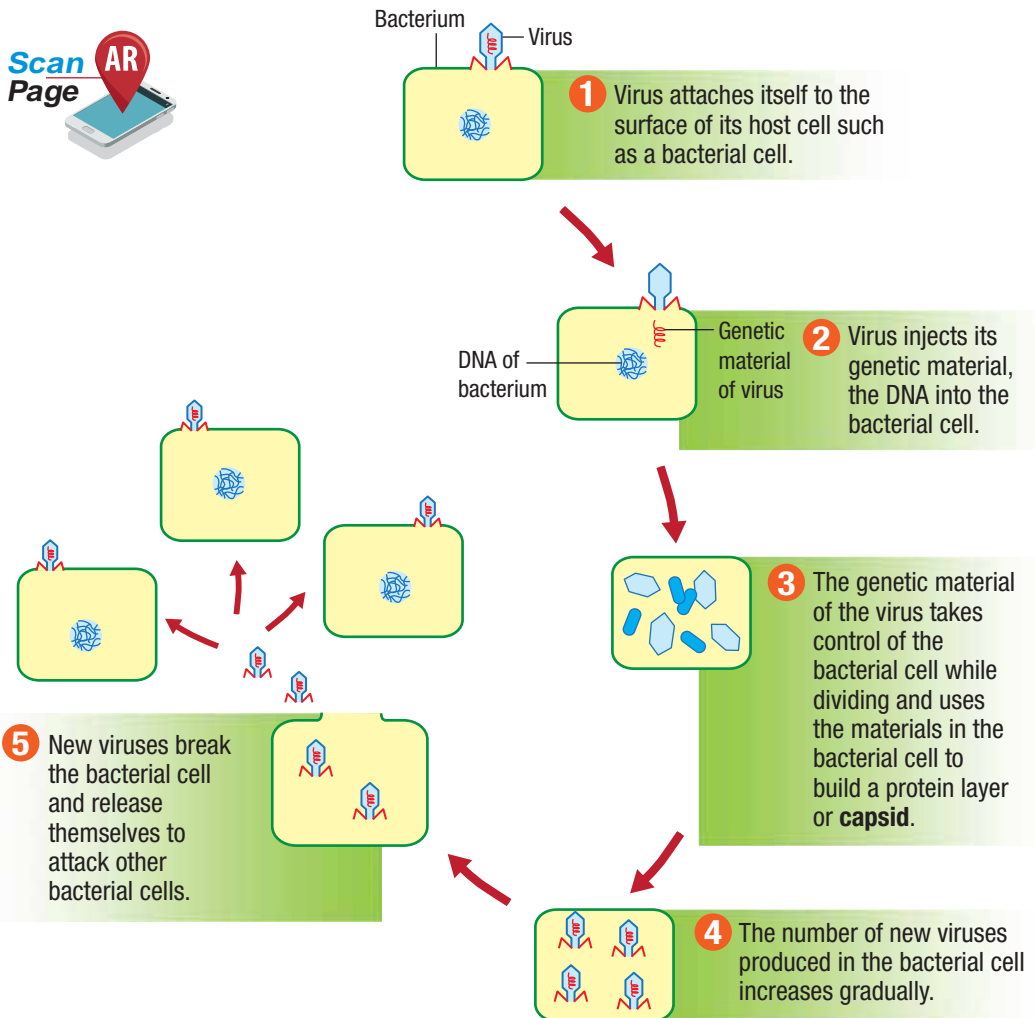 Scan
Page
AR
Bacterium
Virus
1 Virus attaches itself to the
surface of its host cell such
as a bacterial cell.
DNA of
bacterium
Genetic
material
of virus
2 Virus injects its
genetic material,
the DNA into the
bacterial cell.
3 The genetic material
of the virus takes
control of the
bacterial cell while
dividing and uses
the materials in the
bacterial cell to
build a protein layer
or capsid.
4 The number of new viruses
produced in the bacterial cell
increases gradually.
5 New viruses break
the bacterial cell
and release
themselves to
attack other
bacterial cells.